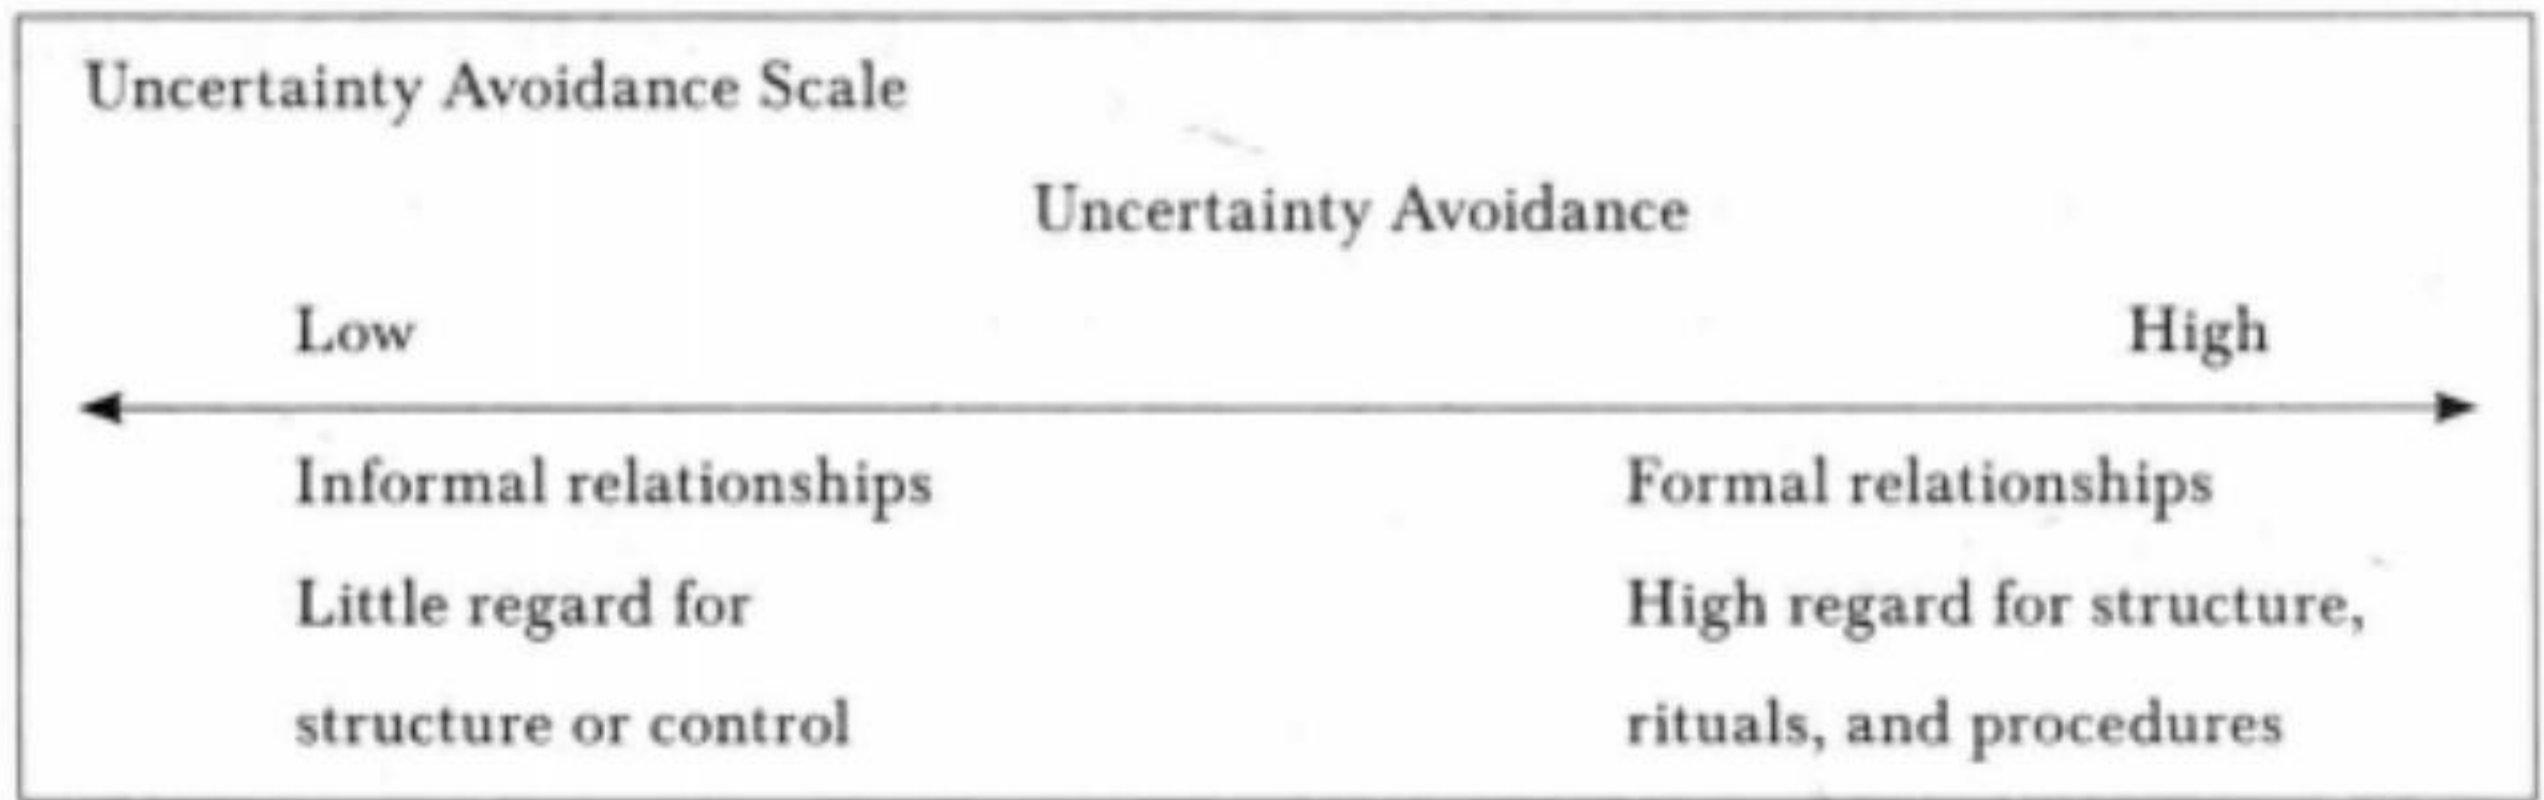 Uncertainty Avoidance Scale
Uncertainty Avoidance
Low High
Informal relationships Formal relationships
Little regard for High regard for structure,
structure or control rituals, and procedures